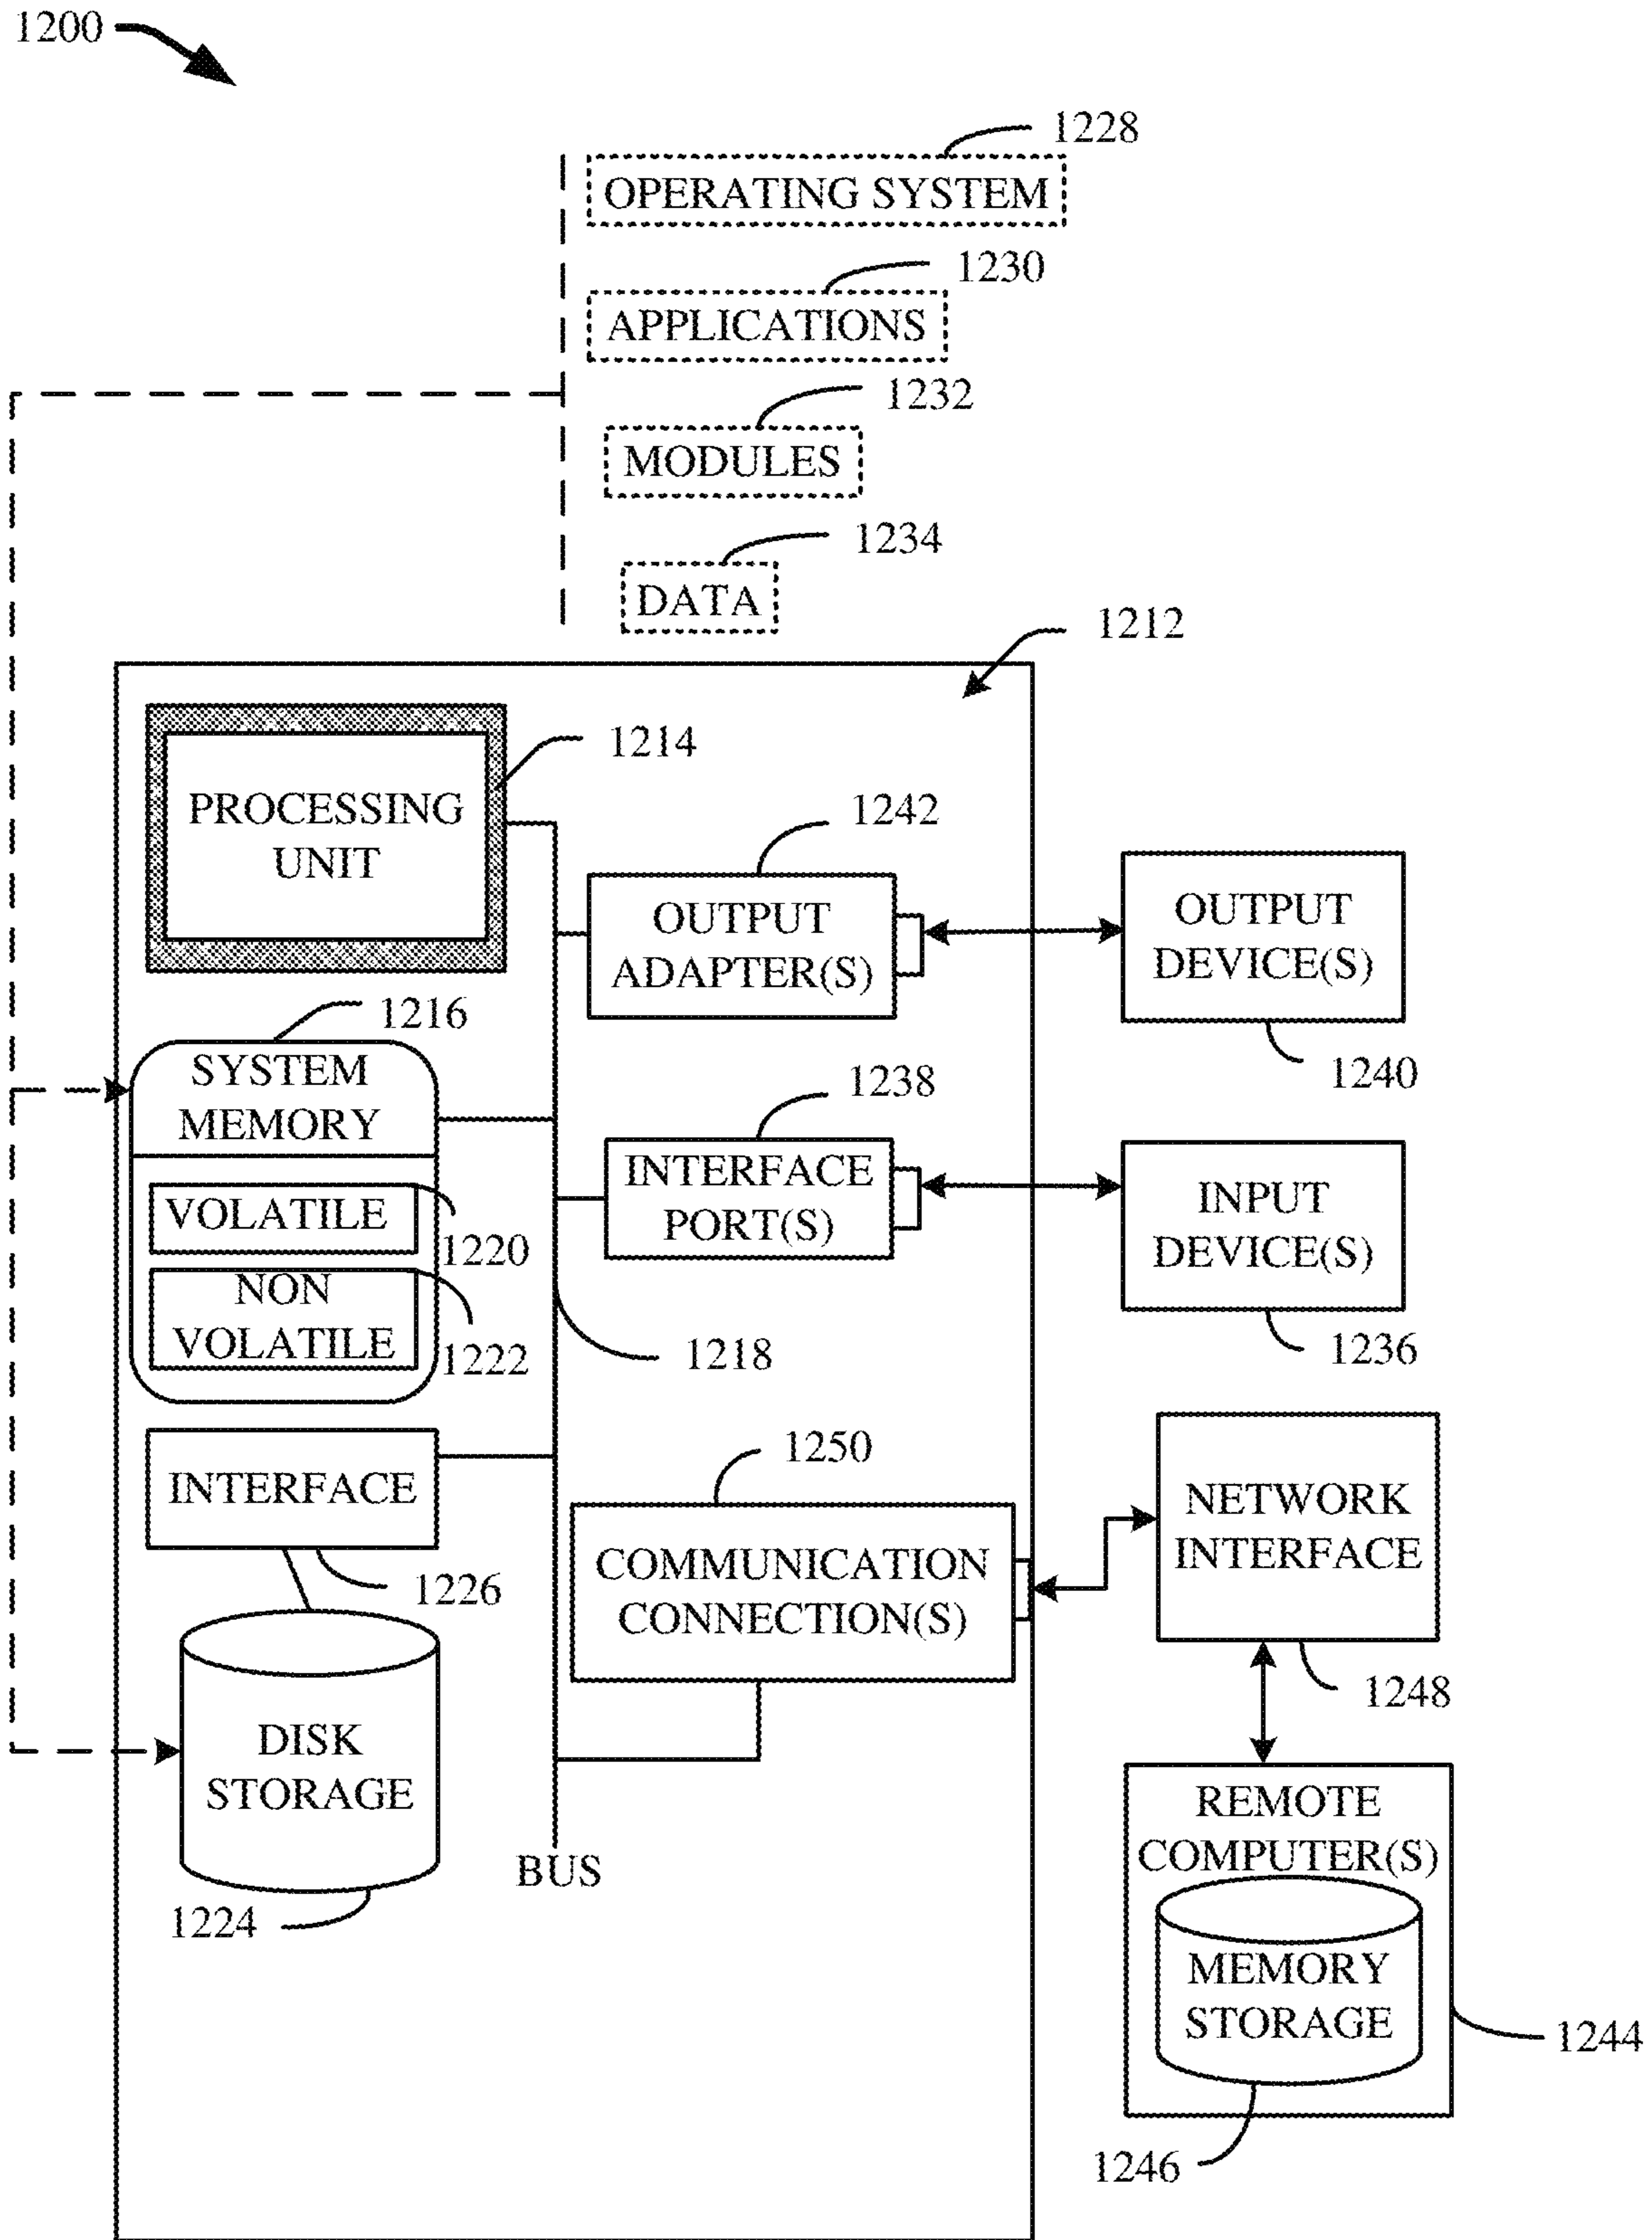 1200
1228
OPERATING SYSTEM
1230
APPLICATIONS
1232
MODULES
1234
DATA
1212
1214
PROCESSING
UNIT
1242
OUTPUT
ADAPTER(S)
OUTPUT
DEVICE(S)
1240
1216
SYSTEM
MEMORY
VOLATILE
1220
NON
VOLATILE
1222
1238
INTERFACE
PORT(S)
INPUT
DEVICE(S)
1236
1218
INTERFACE
1226
1250
COMMUNICATION
CONNECTION(S)
NETWORK
INTERFACE
1248
DISK
STORAGE
1224
BUS
REMOTE
COMPUTER(S)
MEMORY
STORAGE
1244
1246